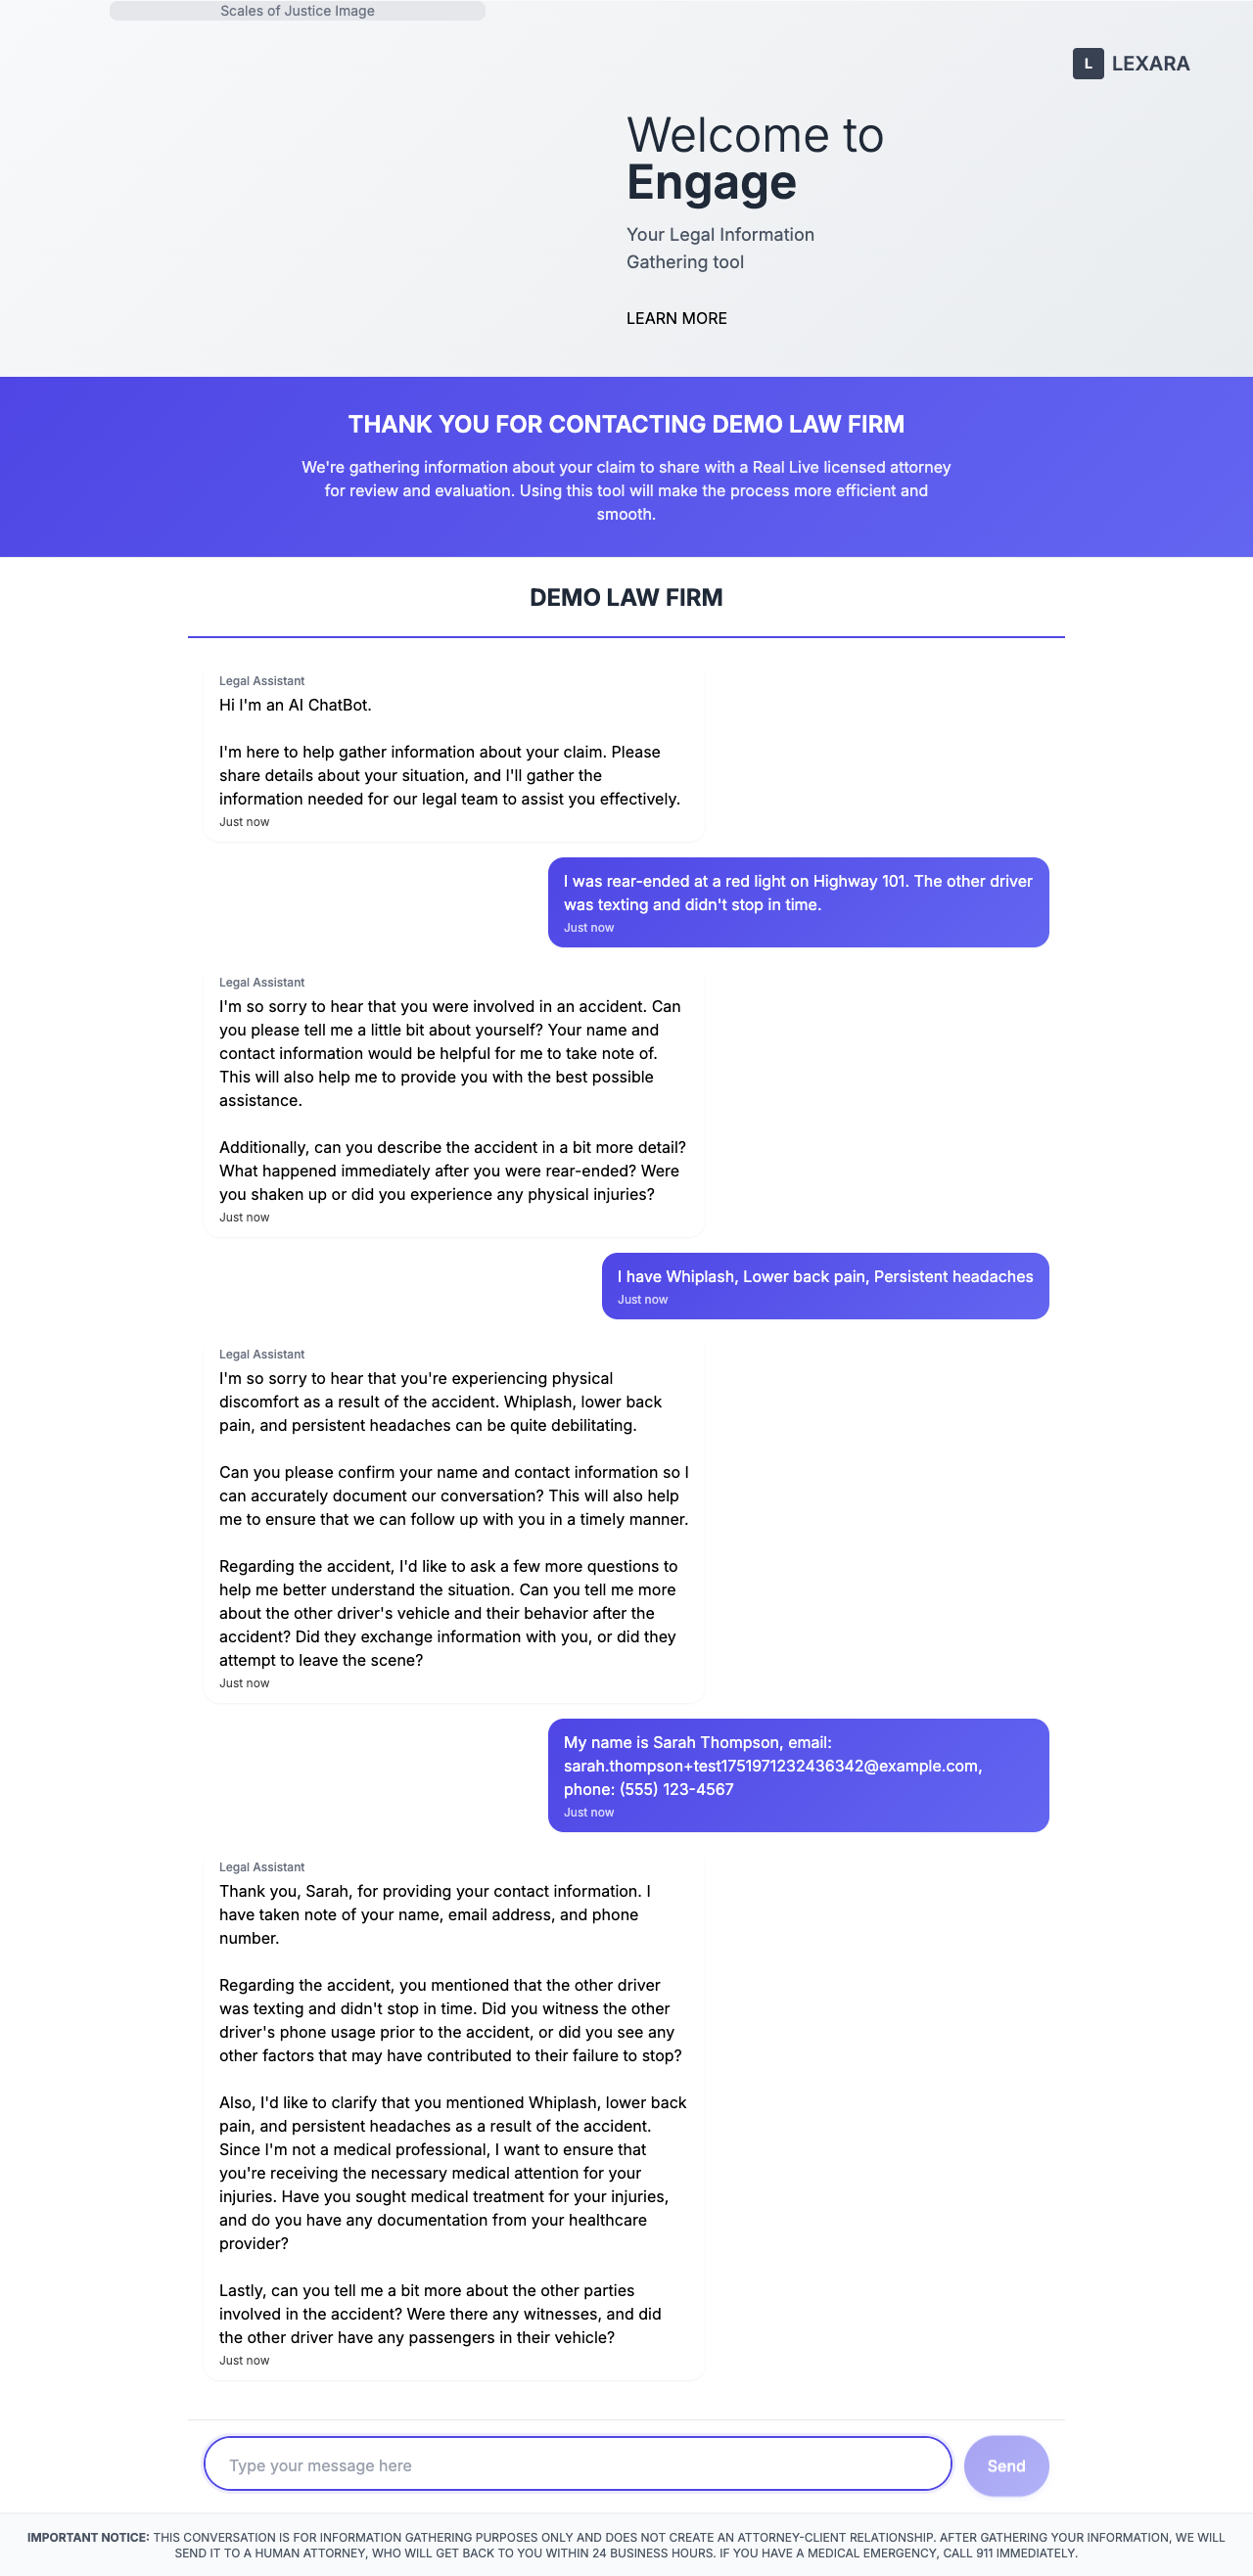 Scales of Justice Image
L LEXARA
Welcome to
Engage
Your Legal Information
Gathering tool
LEARN MORE
THANK YOU FOR CONTACTING DEMO LAW FIRM
We're gathering information about your claim to share with a Real Live licensed attorney
for review and evaluation. Using this tool will make the process more efficient and
smooth.
DEMO LAW FIRM
Legal Assistant
Hi I'm an AI ChatBot.
I'm here to help gather information about your claim. Please
share details about your situation, and I'll gather the
information needed for our legal team to assist you effectively.
Just now
I was rear-ended at a red light on Highway 101. The other driver
was texting and didn't stop in time.
Just now
Legal Assistant
I'm so sorry to hear that you were involved in an accident. Can
you please tell me a little bit about yourself? Your name and
contact information would be helpful for me to take note of.
This will also help me to provide you with the best possible
assistance.
Additionally, can you describe the accident in a bit more detail?
What happened immediately after you were rear-ended? Were
you shaken up or did you experience any physical injuries?
Just now
I have Whiplash, Lower back pain, Persistent headaches
Just now
Legal Assistant
I'm so sorry to hear that you're experiencing physical
discomfort as a result of the accident. Whiplash, lower back
pain, and persistent headaches can be quite debilitating.
Can you please confirm your name and contact information so I
can accurately document our conversation? This will also help
me to ensure that we can follow up with you in a timely manner.
Regarding the accident, I'd like to ask a few more questions to
help me better understand the situation. Can you tell me more
about the other driver's vehicle and their behavior after the
accident? Did they exchange information with you, or did they
attempt to leave the scene?
Just now
My name is Sarah Thompson, email:
sarah.thompson+test1751971232436342@example.com,
phone: (555) 123-4567
Just now
Legal Assistant
Thank you, Sarah, for providing your contact information. I
have taken note of your name, email address, and phone
number.
Regarding the accident, you mentioned that the other driver
was texting and didn't stop in time. Did you witness the other
driver's phone usage prior to the accident, or did you see any
other factors that may have contributed to their failure to stop?
Also, I'd like to clarify that you mentioned Whiplash, lower back
pain, and persistent headaches as a result of the accident.
Since I'm not a medical professional, I want to ensure that
you're receiving the necessary medical attention for your
injuries. Have you sought medical treatment for your injuries,
and do you have any documentation from your healthcare
provider?
Lastly, can you tell me a bit more about the other parties
involved in the accident? Were there any witnesses, and did
the other driver have any passengers in their vehicle?
Just now
Type your message here
Send
IMPORTANT NOTICE: THIS CONVERSATION IS FOR INFORMATION GATHERING PURPOSES ONLY AND DOES NOT CREATE AN ATTORNEY-CLIENT RELATIONSHIP. AFTER GATHERING YOUR INFORMATION, WE WILL
SEND IT TO A HUMAN ATTORNEY, WHO WILL GET BACK TO YOU WITHIN 24 BUSINESS HOURS. IF YOU HAVE A MEDICAL EMERGENCY, CALL 911 IMMEDIATELY.